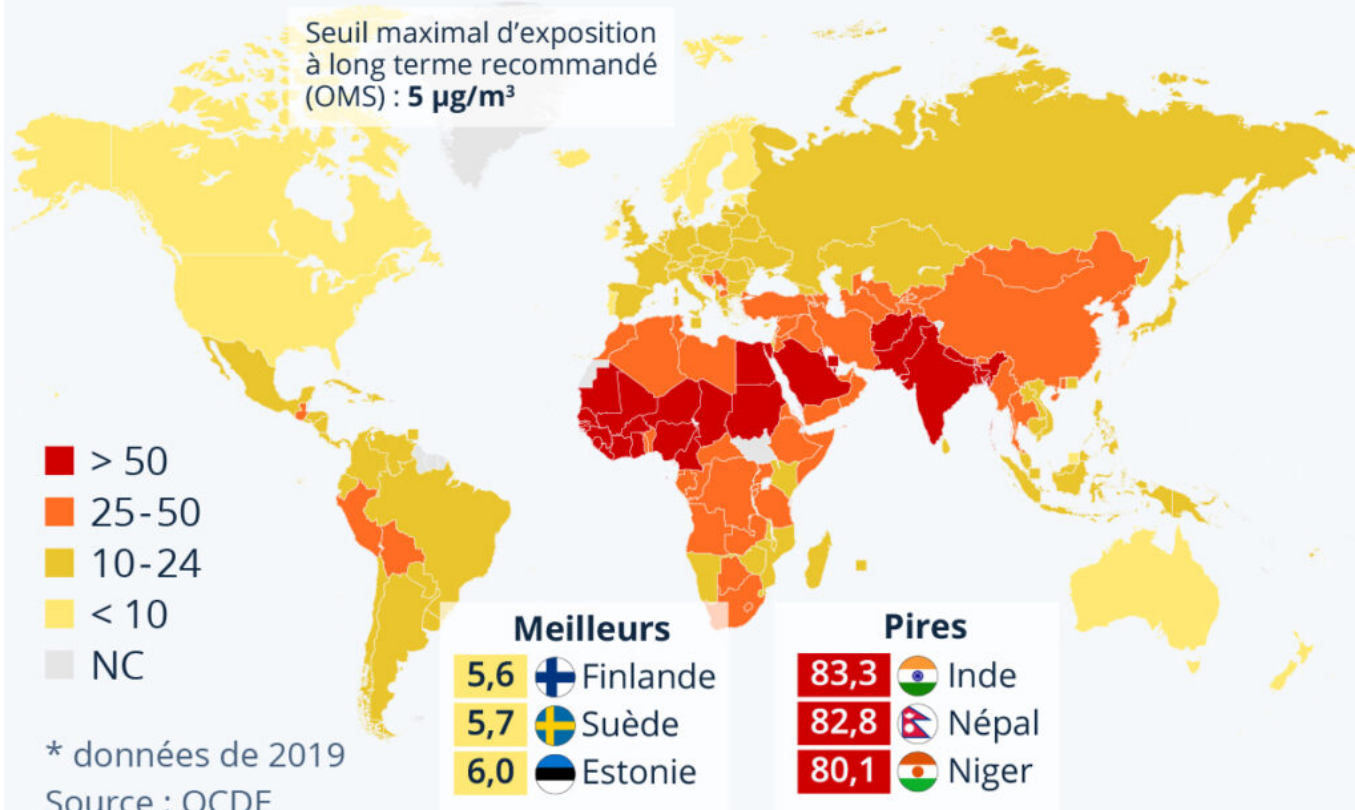 Seuil maximal d'exposition
à long terme recommandé
(OMS) : 5 µg/m³
> 50
25-50
10-24
< 10
NC
* données de 2019
Source : OCDE
Meilleurs
5,6 Finlande
5,7 Suède
6,0 Estonie
Pires
83,3 Inde
82,8 Népal
80,1 Niger